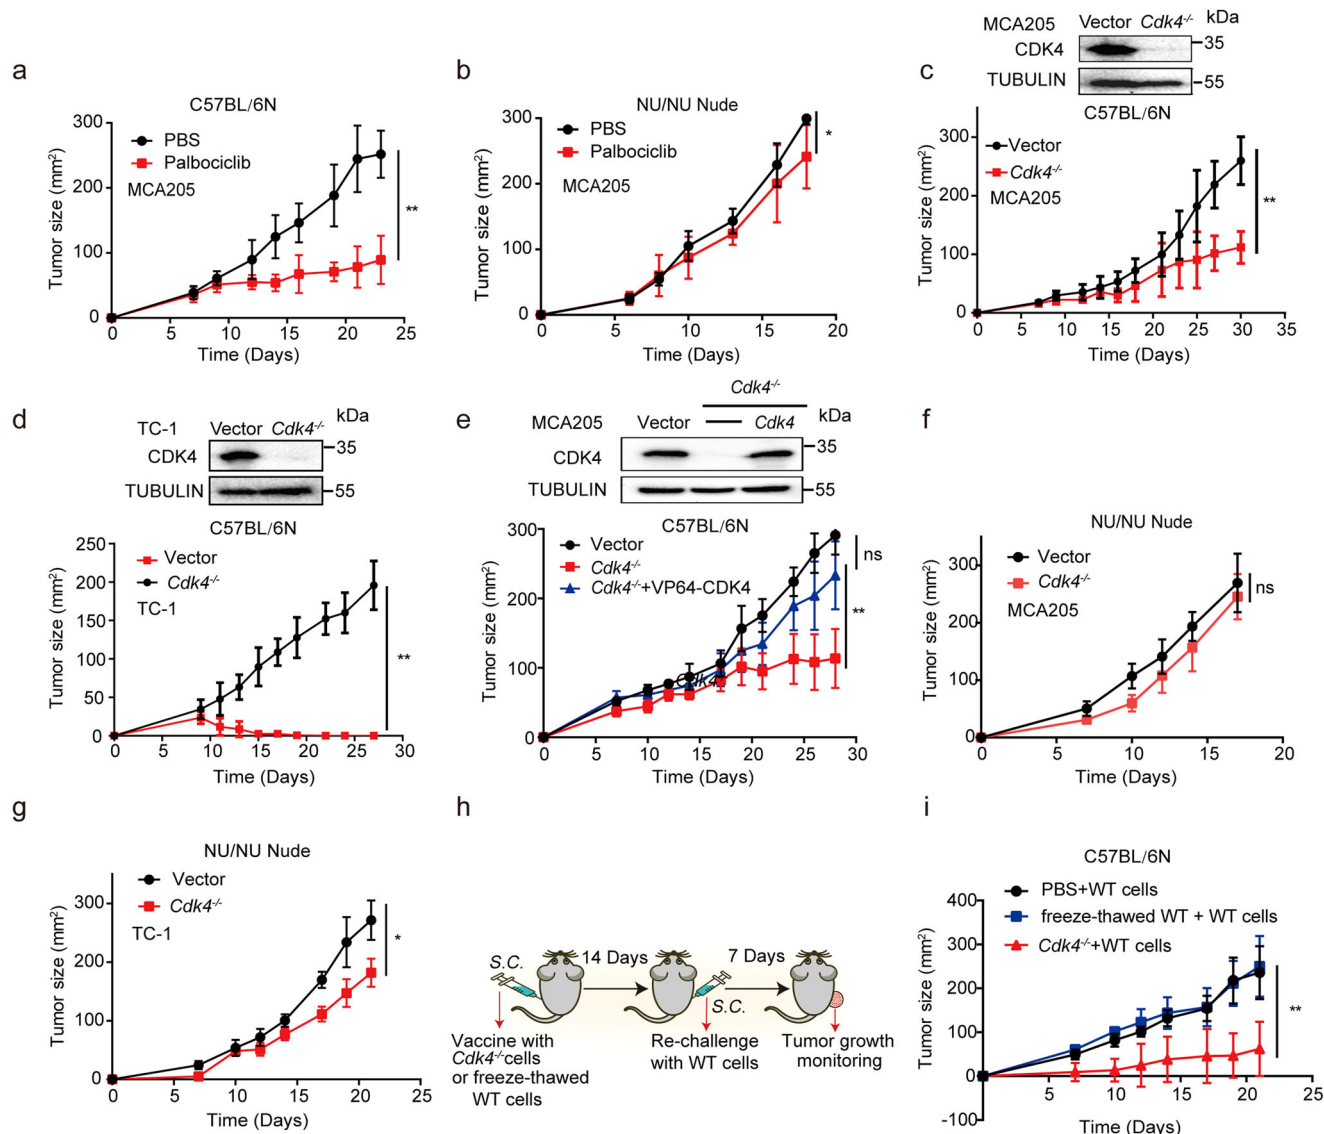 a
C57BL/6N
PBS
Palbociclib
MCA205
Tumor size (mm²)
300
200
100
0
**
0 5 10 15 20 25
Time (Days)
b
NU/NU Nude
PBS
Palbociclib
MCA205
Tumor size (mm²)
300
200
100
0
*
0 5 10 15 20
Time (Days)
c
MCA205 Vector Cdk4-/- kDa
CDK4 35
TUBULIN 55
C57BL/6N
Vector
Cdk4-/-
MCA205
Tumor size (mm²)
300
200
100
0
**
0 5 10 15 20 25 30 35
Time (Days)
d
TC-1 Vector Cdk4-/- kDa
CDK4 35
TUBULIN 55
C57BL/6N
Vector
Cdk4-/-
TC-1
Tumor size (mm²)
250
200
150
100
50
0
**
0 5 10 15 20 25 30
Time (Days)
e
Cdk4-/-
MCA205 Vector — Cdk4 kDa
CDK4 35
TUBULIN 55
C57BL/6N
Vector
Cdk4-/-
Cdk4-/-+VP64-CDK4
Tumor size (mm²)
300
200
100
0
ns
**
Cdk4
0 5 10 15 20 25 30
Time (Days)
f
NU/NU Nude
Vector
Cdk4-/-
MCA205
Tumor size (mm²)
300
200
100
0
ns
0 5 10 15 20
Time (Days)
g
NU/NU Nude
Vector
Cdk4-/-
TC-1
Tumor size (mm²)
300
200
100
0
*
0 5 10 15 20 25
Time (Days)
h
S.C. 14 Days 7 Days
S.C.
Vaccine with
Cdk4-/-cells
or freeze-thawed
WT cells
Re-challenge
with WT cells
Tumor growth
monitoring
i
C57BL/6N
PBS+WT cells
freeze-thawed WT + WT cells
Cdk4-/-+WT cells
Tumor size (mm²)
400
300
200
100
0
-100
**
5 10 15 20 25
Time (Days)